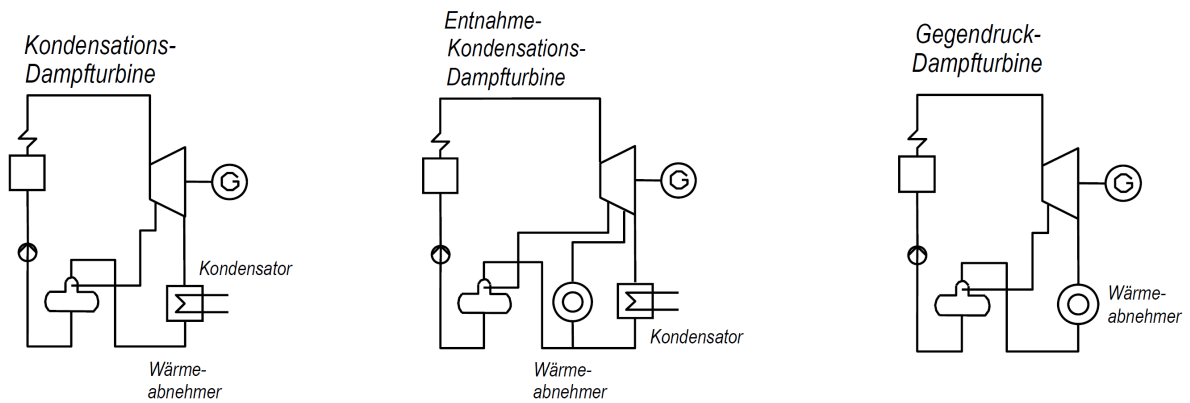 Kondensations-
Dampfturbine
G
Kondensator
Wärme-
abnehmer
Entnahme-
Kondensations-
Dampfturbine
G
Kondensator
Wärme-
abnehmer
Gegendruck-
Dampfturbine
G
Wärme-
abnehmer